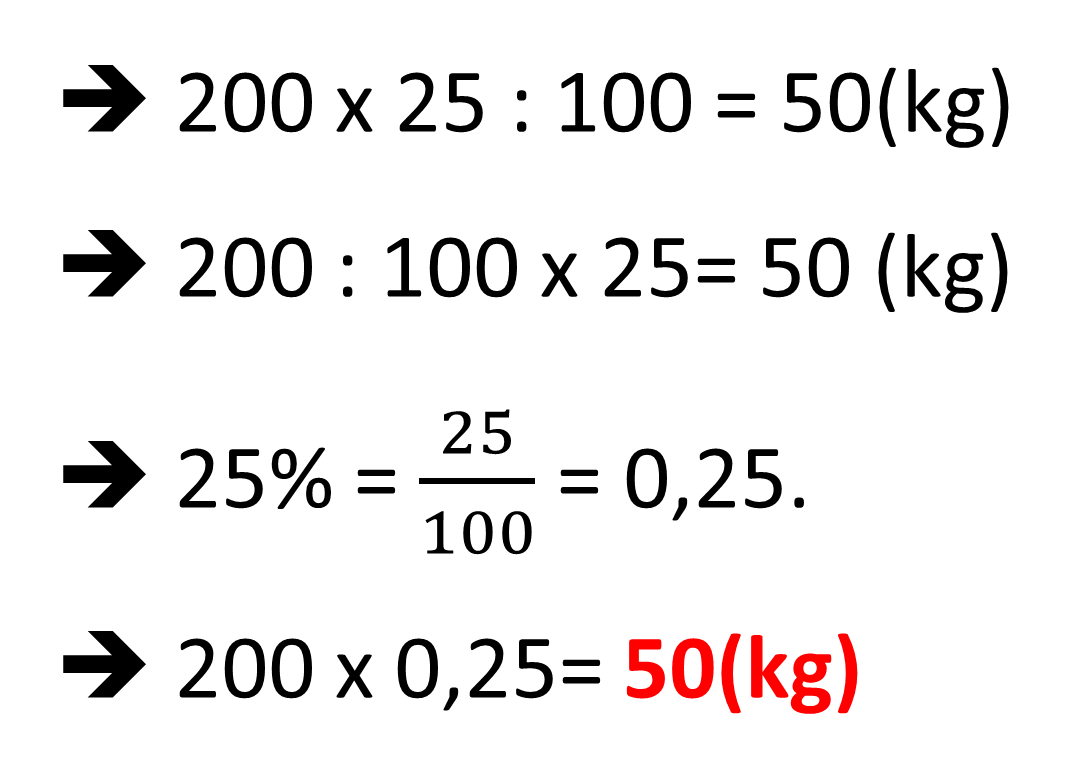 ➔ 200 x 25 : 100 = 50(kg)
➔ 200 : 100 x 25= 50 (kg)
➔ 25% = 25/100 = 0,25.
➔ 200 x 0,25= 50(kg)